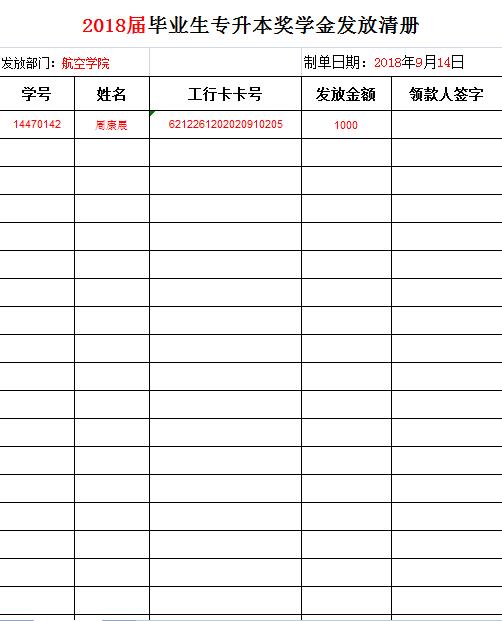 2018届毕业生专升本奖学金发放清册
发放部门：航空学院 制单日期：2018年9月14日
学号 姓名 工行卡卡号 发放金额 领款人签字
14470142 周康展 6212261202020910205 1000